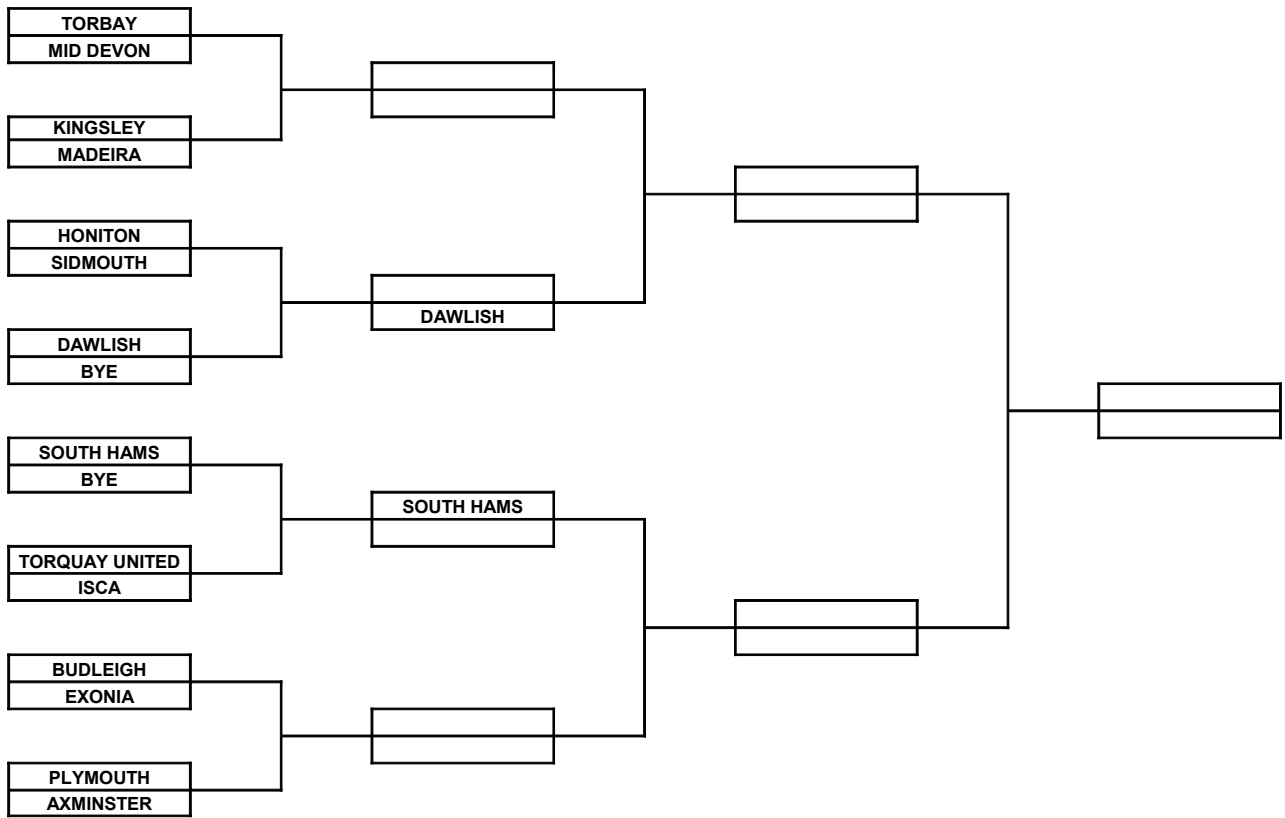 TORBAY
MID DEVON
KINGSLEY
MADEIRA
HONITON
SIDMOUTH
DAWLISH
DAWLISH
BYE
SOUTH HAMS
BYE
SOUTH HAMS
TORQUAY UNITED
ISCA
BUDLEIGH
EXONIA
PLYMOUTH
AXMINSTER